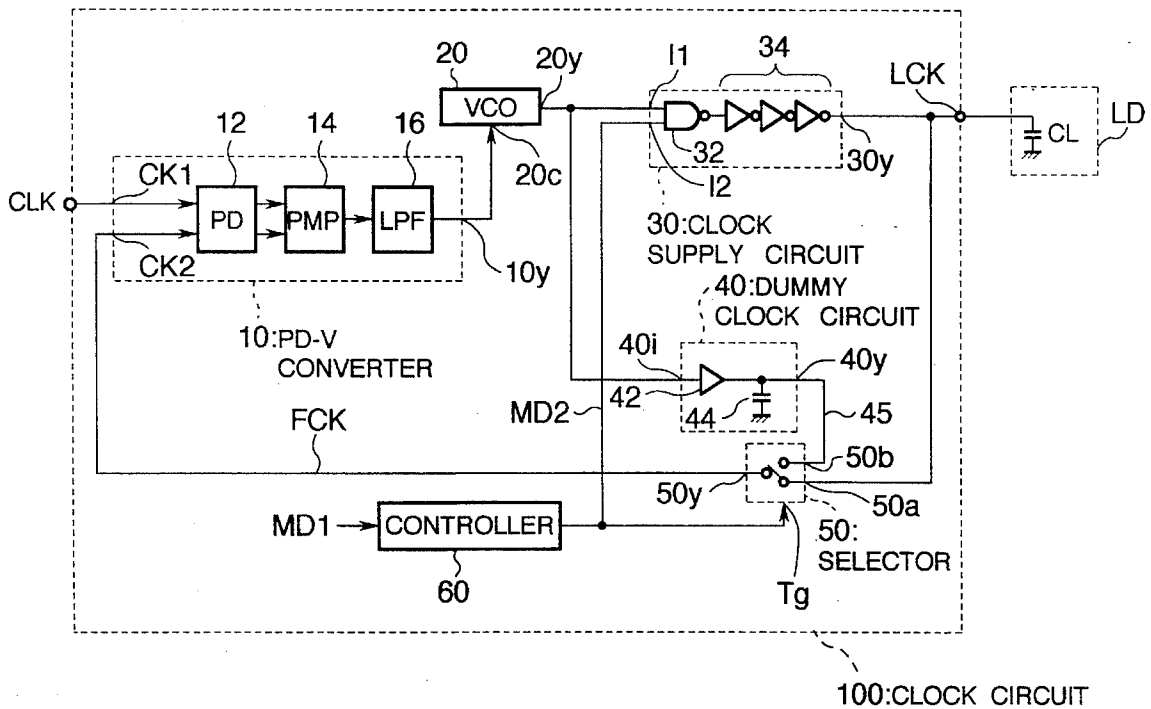 20
20y
I1
34
LCK
VCO
LD
CL
12
14
16
20c
32
30y
I2
CLK
CK1
PD
PMP
LPF
CK2
10y
30:CLOCK
SUPPLY CIRCUIT
40:DUMMY
CLOCK CIRCUIT
10:PD-V
CONVERTER
40i
40y
42
44
45
MD2
FCK
50b
50y
50a
MD1
CONTROLLER
50:
SELECTOR
60
Tg
100:CLOCK CIRCUIT